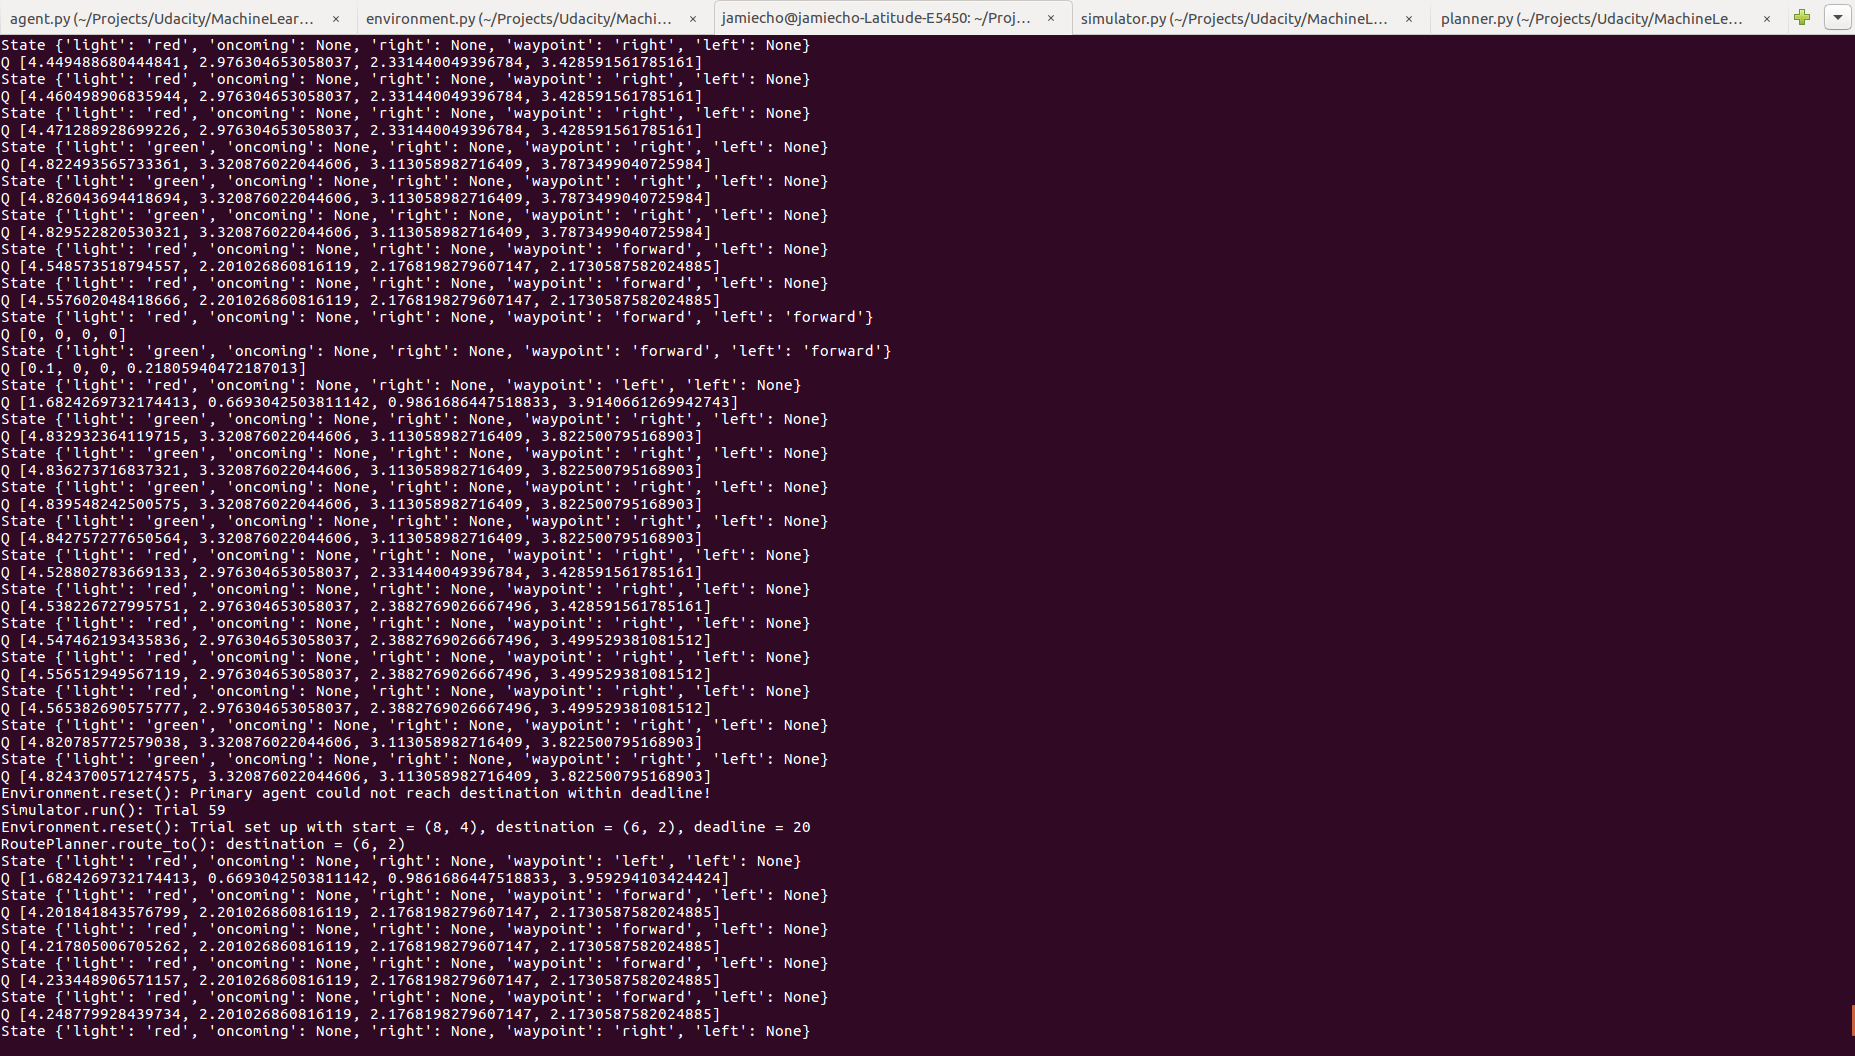 agent.py (~/Projects/Udacity/MachineLear... × environment.py (~/Projects/Udacity/Machi... × jamiecho@jamiecho-Latitude-E5450: ~/Proj... × simulator.py (~/Projects/Udacity/MachineL... × planner.py (~/Projects/Udacity/MachineLe... ×
State {'light': 'red', 'oncoming': None, 'right': None, 'waypoint': 'right', 'left': None}
Q [4.449488680444841, 2.976304653058037, 2.331440049396784, 3.428591561785161]
State {'light': 'red', 'oncoming': None, 'right': None, 'waypoint': 'right', 'left': None}
Q [4.460498906835944, 2.976304653058037, 2.331440049396784, 3.428591561785161]
State {'light': 'red', 'oncoming': None, 'right': None, 'waypoint': 'right', 'left': None}
Q [4.471288928699226, 2.976304653058037, 2.331440049396784, 3.428591561785161]
State {'light': 'green', 'oncoming': None, 'right': None, 'waypoint': 'right', 'left': None}
Q [4.822493565733361, 3.320876022044606, 3.113058982716409, 3.7873499040725984]
State {'light': 'green', 'oncoming': None, 'right': None, 'waypoint': 'right', 'left': None}
Q [4.826043694418694, 3.320876022044606, 3.113058982716409, 3.7873499040725984]
State {'light': 'green', 'oncoming': None, 'right': None, 'waypoint': 'right', 'left': None}
Q [4.829522820530321, 3.320876022044606, 3.113058982716409, 3.7873499040725984]
State {'light': 'red', 'oncoming': None, 'right': None, 'waypoint': 'forward', 'left': None}
Q [4.548573518794557, 2.201026860816119, 2.1768198279607147, 2.1730587582024885]
State {'light': 'red', 'oncoming': None, 'right': None, 'waypoint': 'forward', 'left': None}
Q [4.557602048418666, 2.201026860816119, 2.1768198279607147, 2.1730587582024885]
State {'light': 'red', 'oncoming': None, 'right': None, 'waypoint': 'forward', 'left': 'forward'}
Q [0, 0, 0, 0]
State {'light': 'green', 'oncoming': None, 'right': None, 'waypoint': 'forward', 'left': 'forward'}
Q [0.1, 0, 0, 0.21805940472187013]
State {'light': 'red', 'oncoming': None, 'right': None, 'waypoint': 'left', 'left': None}
Q [1.6824269732174413, 0.6693042503811142, 0.9861686447518833, 3.9140661269942743]
State {'light': 'green', 'oncoming': None, 'right': None, 'waypoint': 'right', 'left': None}
Q [4.832932364119715, 3.320876022044606, 3.113058982716409, 3.822500795168903]
State {'light': 'green', 'oncoming': None, 'right': None, 'waypoint': 'right', 'left': None}
Q [4.836273716837321, 3.320876022044606, 3.113058982716409, 3.822500795168903]
State {'light': 'green', 'oncoming': None, 'right': None, 'waypoint': 'right', 'left': None}
Q [4.839548242500575, 3.320876022044606, 3.113058982716409, 3.822500795168903]
State {'light': 'green', 'oncoming': None, 'right': None, 'waypoint': 'right', 'left': None}
Q [4.842757277650564, 3.320876022044606, 3.113058982716409, 3.822500795168903]
State {'light': 'red', 'oncoming': None, 'right': None, 'waypoint': 'right', 'left': None}
Q [4.528802783669133, 2.976304653058037, 2.331440049396784, 3.428591561785161]
State {'light': 'red', 'oncoming': None, 'right': None, 'waypoint': 'right', 'left': None}
Q [4.538226727995751, 2.976304653058037, 2.3882769026667496, 3.428591561785161]
State {'light': 'red', 'oncoming': None, 'right': None, 'waypoint': 'right', 'left': None}
Q [4.547462193435836, 2.976304653058037, 2.3882769026667496, 3.499529381081512]
State {'light': 'red', 'oncoming': None, 'right': None, 'waypoint': 'right', 'left': None}
Q [4.556512949567119, 2.976304653058037, 2.3882769026667496, 3.499529381081512]
State {'light': 'red', 'oncoming': None, 'right': None, 'waypoint': 'right', 'left': None}
Q [4.565382690575777, 2.976304653058037, 2.3882769026667496, 3.499529381081512]
State {'light': 'green', 'oncoming': None, 'right': None, 'waypoint': 'right', 'left': None}
Q [4.820785772579038, 3.320876022044606, 3.113058982716409, 3.822500795168903]
State {'light': 'green', 'oncoming': None, 'right': None, 'waypoint': 'right', 'left': None}
Q [4.8243700571274575, 3.320876022044606, 3.113058982716409, 3.822500795168903]
Environment.reset(): Primary agent could not reach destination within deadline!
Simulator.run(): Trial 59
Environment.reset(): Trial set up with start = (8, 4), destination = (6, 2), deadline = 20
RoutePlanner.route_to(): destination = (6, 2)
State {'light': 'red', 'oncoming': None, 'right': None, 'waypoint': 'left', 'left': None}
Q [1.6824269732174413, 0.6693042503811142, 0.9861686447518833, 3.959294103424424]
State {'light': 'red', 'oncoming': None, 'right': None, 'waypoint': 'forward', 'left': None}
Q [4.201841843576799, 2.201026860816119, 2.1768198279607147, 2.1730587582024885]
State {'light': 'red', 'oncoming': None, 'right': None, 'waypoint': 'forward', 'left': None}
Q [4.217805006705262, 2.201026860816119, 2.1768198279607147, 2.1730587582024885]
State {'light': 'red', 'oncoming': None, 'right': None, 'waypoint': 'forward', 'left': None}
Q [4.233448906571157, 2.201026860816119, 2.1768198279607147, 2.1730587582024885]
State {'light': 'red', 'oncoming': None, 'right': None, 'waypoint': 'forward', 'left': None}
Q [4.248779928439734, 2.201026860816119, 2.1768198279607147, 2.1730587582024885]
State {'light': 'red', 'oncoming': None, 'right': None, 'waypoint': 'right', 'left': None}